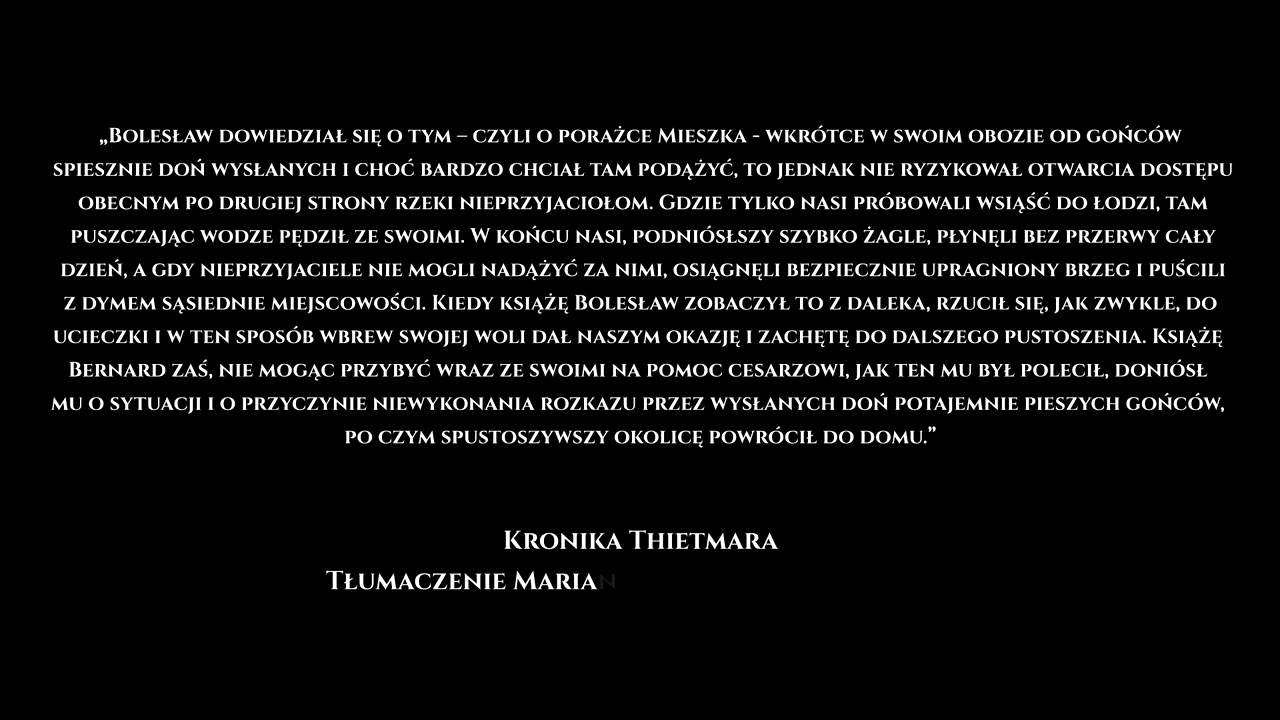 „Bolesław dowiedział się o tym – czyli o porażce Mieszka - wkrótce w swoim obozie od gońców
spiesznie doń wysłanych i choć bardzo chciał tam podążyć, to jednak nie ryzykował otwarcia dostępu
obecnym po drugiej strony rzeki nieprzyjaciołom. Gdzie tylko nasi próbowali wsiąść do łodzi, tam
puszczając wodze pędził ze swoimi. W końcu nasi, podniósłszy szybko żagle, płynęli bez przerwy cały
dzień, a gdy nieprzyjaciele nie mogli nadążyć za nimi, osiągnęli bezpiecznie upragniony brzeg i puścili
z dymem sąsiednie miejscowości. Kiedy książę Bolesław zobaczył to z daleka, rzucił się, jak zwykle, do
ucieczki i w ten sposób wbrew swojej woli dał naszym okazję i zachętę do dalszego pustoszenia. Książę
Bernard zaś, nie mogąc przybyć wraz ze swoimi na pomoc cesarzowi, jak ten mu był polecił, doniósł
mu o sytuacji i o przyczynie niewykonania rozkazu przez wysłanych doń potajemnie pieszych gońców,
po czym spustoszywszy okolicę powrócił do domu.”
Kronika Thietmara
Tłumaczenie Marian